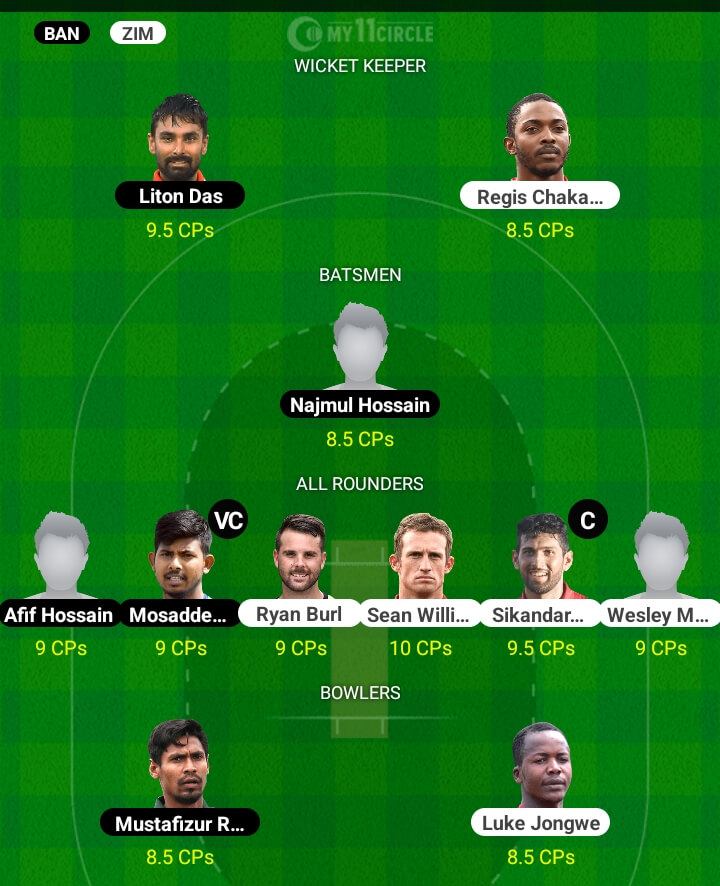 BAN ZIM MY11CIRCLE
WICKET KEEPER
Liton Das Regis Chaka...
9.5 CPs 8.5 CPs
BATSMEN
Najmul Hossain
8.5 CPs
ALL ROUNDERS
VC C
Afif Hossain Mosadde... Ryan Burl Sean Willi... Sikandar... Wesley M...
9 CPs 9 CPs 9 CPs 10 CPs 9.5 CPs 9 CPs
BOWLERS
Mustafizur R... Luke Jongwe
8.5 CPs 8.5 CPs